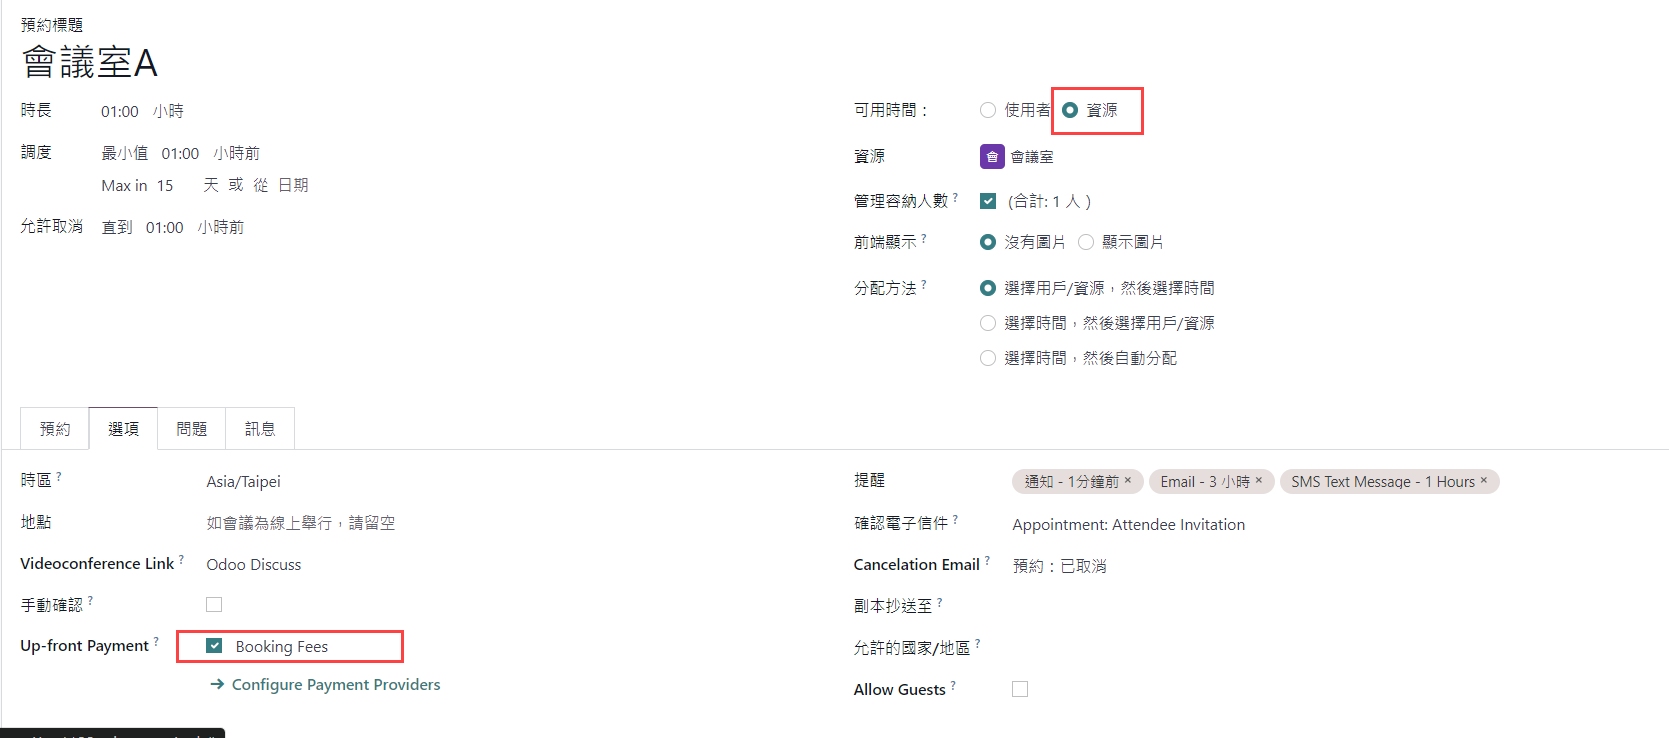 預約標題
會議室A
時長 01:00 小時
調度 最小值 01:00 小時前
Max in 15 天 或 從 日期
允許取消 直到 01:00 小時前
可用時間： 使用者 資源
資源 會 會議室
管理容納人數 ? (合計: 1 人 )
前端顯示 ? 沒有圖片 顯示圖片
分配方法 ? 選擇用戶/資源，然後選擇時間
選擇時間，然後選擇用戶/資源
選擇時間，然後自動分配
預約 選項 問題 訊息
時區 ? Asia/Taipei
地點 如會議為線上舉行，請留空
Videoconference Link ? Odoo Discuss
手動確認 ?
Up-front Payment ? Booking Fees
→ Configure Payment Providers
提醒 通知 - 1分鐘前 × Email - 3 小時 × SMS Text Message - 1 Hours ×
確認電子信件 ? Appointment: Attendee Invitation
Cancelation Email ? 預約：已取消
副本抄送至 ?
允許的國家/地區 ?
Allow Guests ?